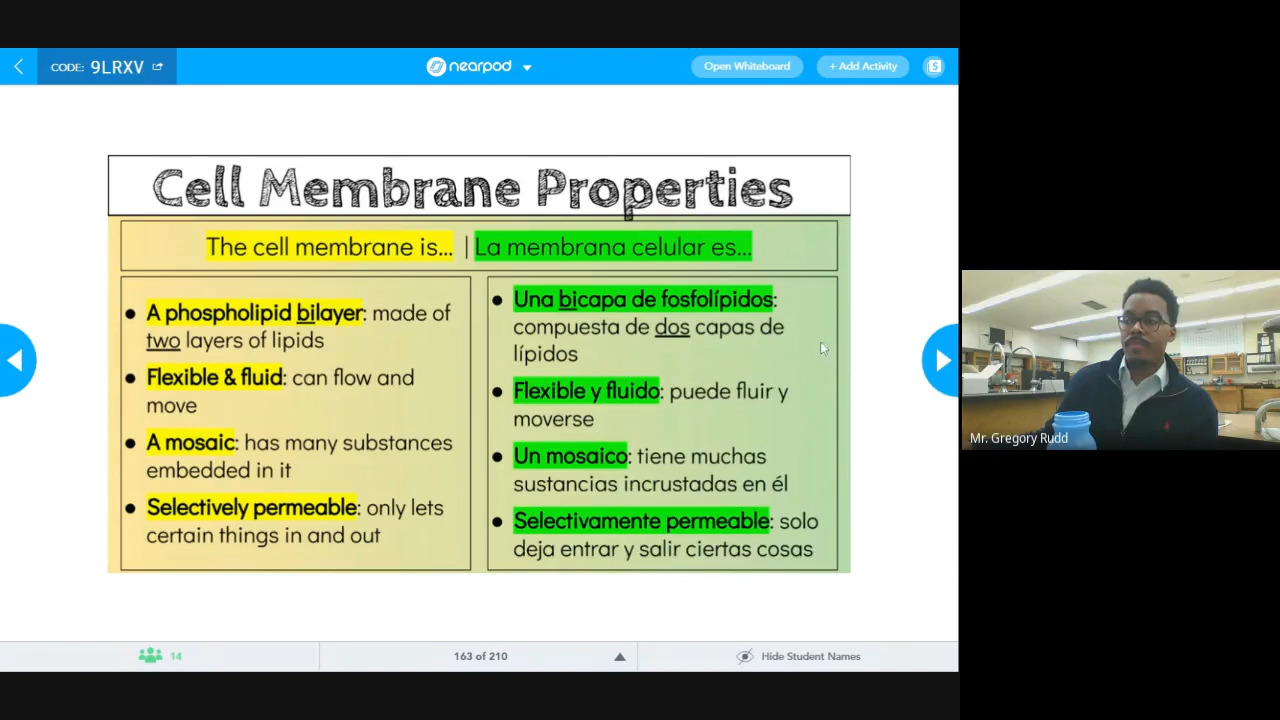 CODE: 9LRXV
nearpod
Open Whiteboard
+ Add Activity
S
Cell Membrane Properties
The cell membrane is... | La membrana celular es...
• A phospholipid bilayer: made of
two layers of lipids
• Flexible & fluid: can flow and
move
• A mosaic: has many substances
embedded in it
• Selectively permeable: only lets
certain things in and out
• Una bicapa de fosfolípidos:
compuesta de dos capas de
lípidos
• Flexible y fluido: puede fluir y
moverse
• Un mosaico: tiene muchas
sustancias incrustadas en él
• Selectivamente permeable: solo
deja entrar y salir ciertas cosas
Mr. Gregory Rudd
14
163 of 210
Hide Student Names